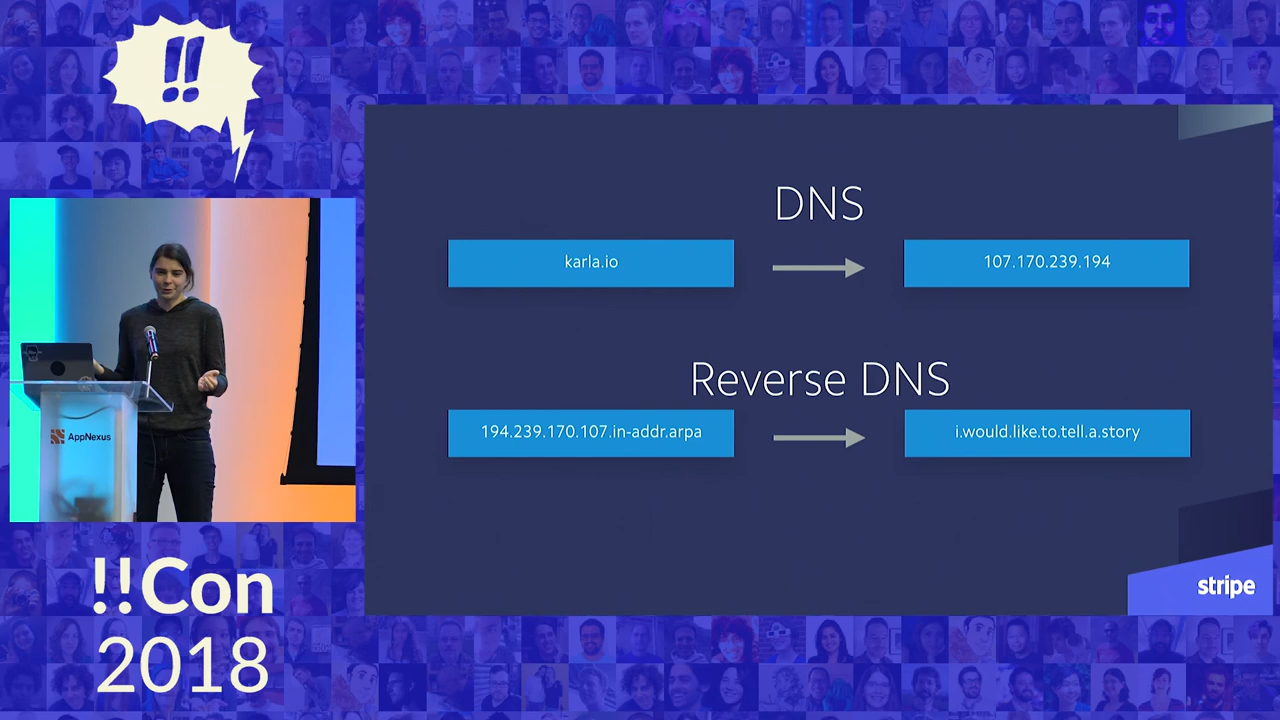 !!
DNS
karla.io
107.170.239.194
Reverse DNS
194.239.170.107.in-addr.arpa
i.would.like.to.tell.a.story
AppNexus
stripe
!!Con
2018